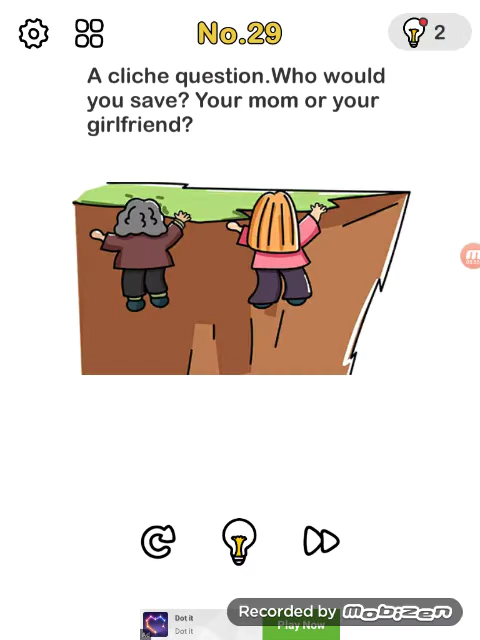 No.29
2
A cliche question.Who would
you save? Your mom or your
girlfriend?
Dot it
Dot it
Play Now
Recorded by MOBIZEN